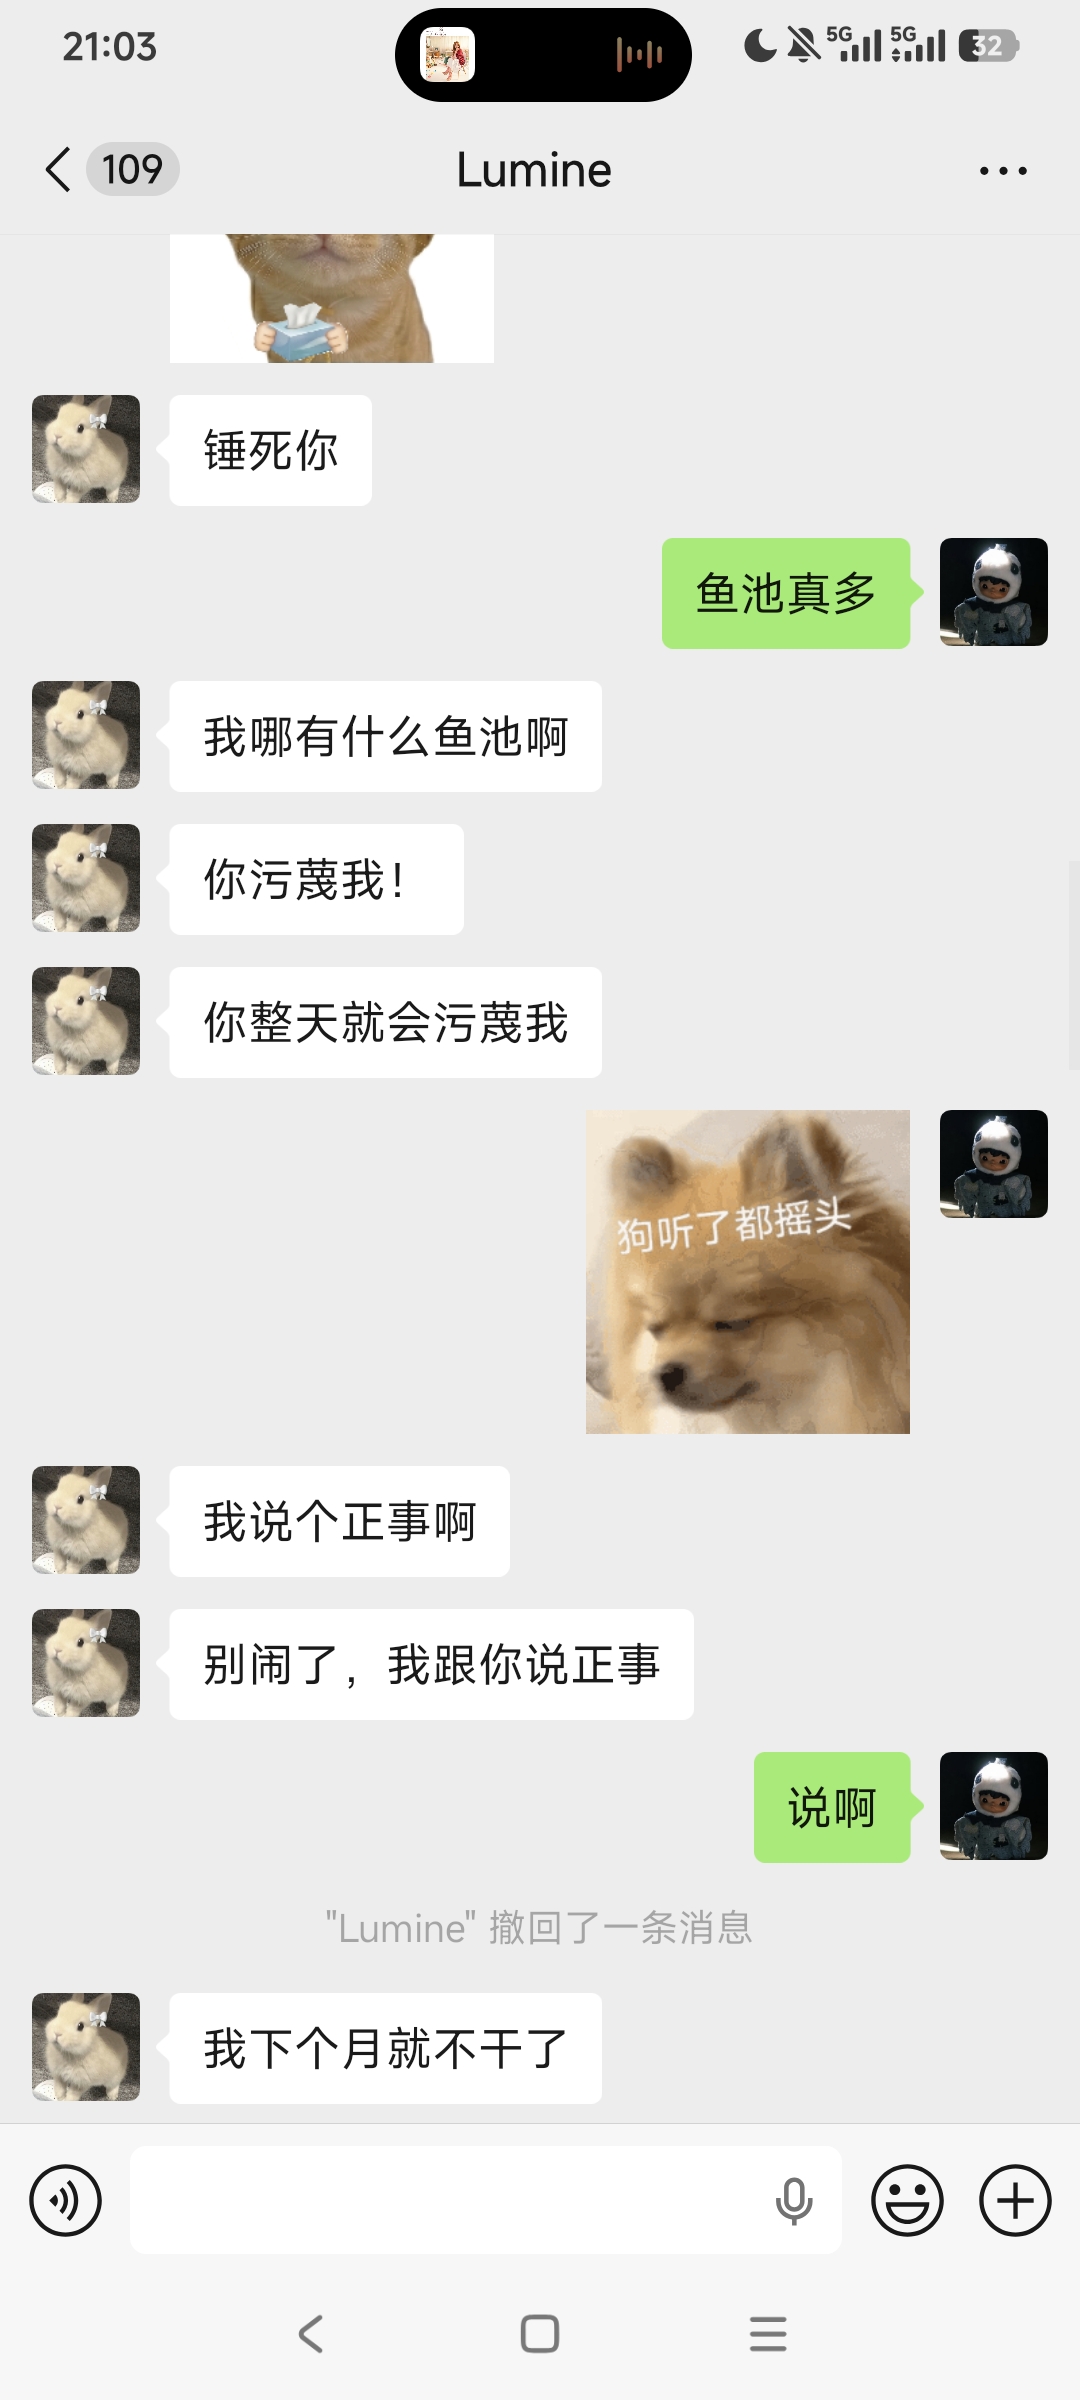 21:03
5G
5G
32
109
Lumine
锤死你
鱼池真多
我哪有什么鱼池啊
你污蔑我！
你整天就会污蔑我
狗听了都摇头
我说个正事啊
别闹了，我跟你说正事
说啊
"Lumine" 撤回了一条消息
我下个月就不干了